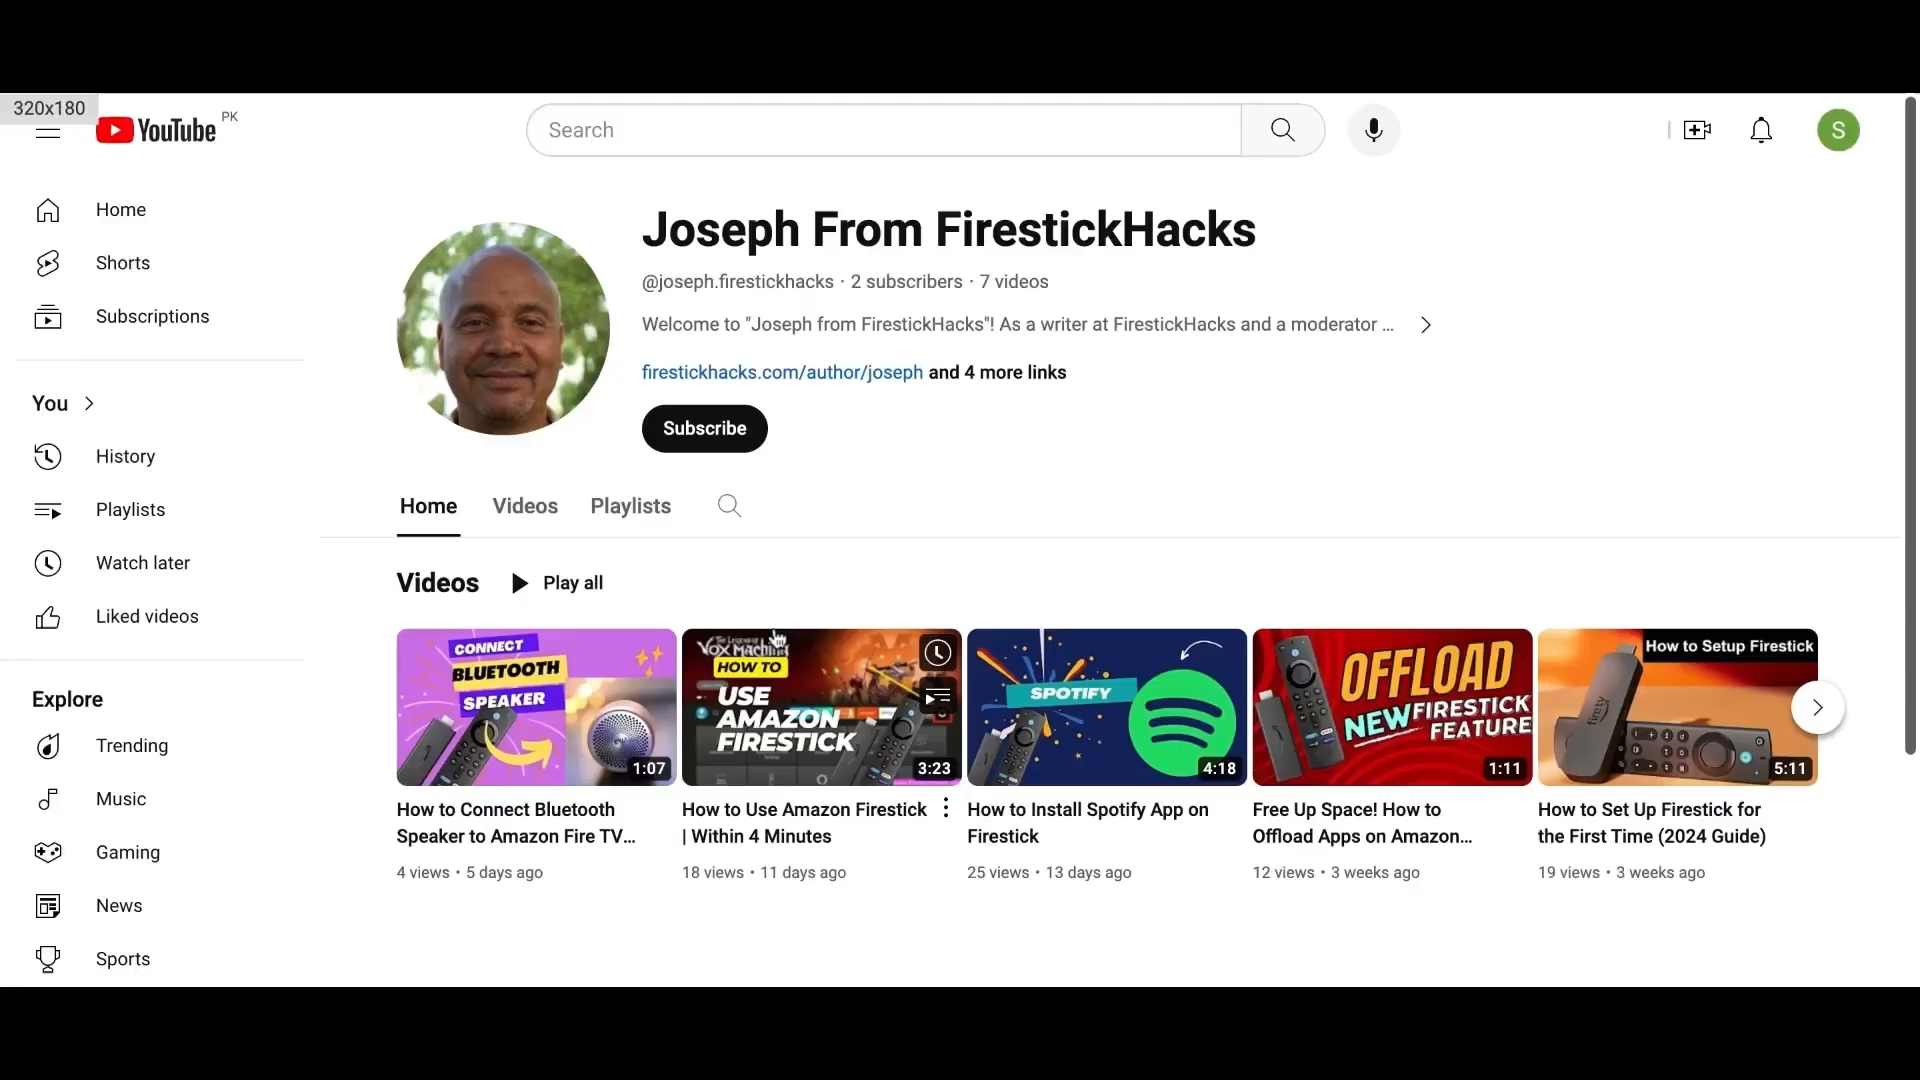 320x180
YouTube PK
Search
S
Home
Shorts
Subscriptions
You
History
Playlists
Watch later
Liked videos
Explore
Trending
Music
Gaming
News
Sports
Joseph From FirestickHacks
@joseph.firestickhacks · 2 subscribers · 7 videos
Welcome to "Joseph from FirestickHacks"! As a writer at FirestickHacks and a moderator ...
firestickhacks.com/author/joseph and 4 more links
Subscribe
Home Videos Playlists
Videos Play all
CONNECT
BLUETOOTH
SPEAKER
1:07
How to Connect Bluetooth
Speaker to Amazon Fire TV...
4 views • 5 days ago
VOX MACHINA
HOW TO
USE
AMAZON
FIRESTICK
3:23
How to Use Amazon Firestick
| Within 4 Minutes
18 views • 11 days ago
SPOTIFY
4:18
How to Install Spotify App on
Firestick
25 views • 13 days ago
OFFLOAD
NEW FIRESTICK
FEATURE
1:11
Free Up Space! How to
Offload Apps on Amazon...
12 views • 3 weeks ago
How to Setup Firestick
firetv
5:11
How to Set Up Firestick for
the First Time (2024 Guide)
19 views • 3 weeks ago